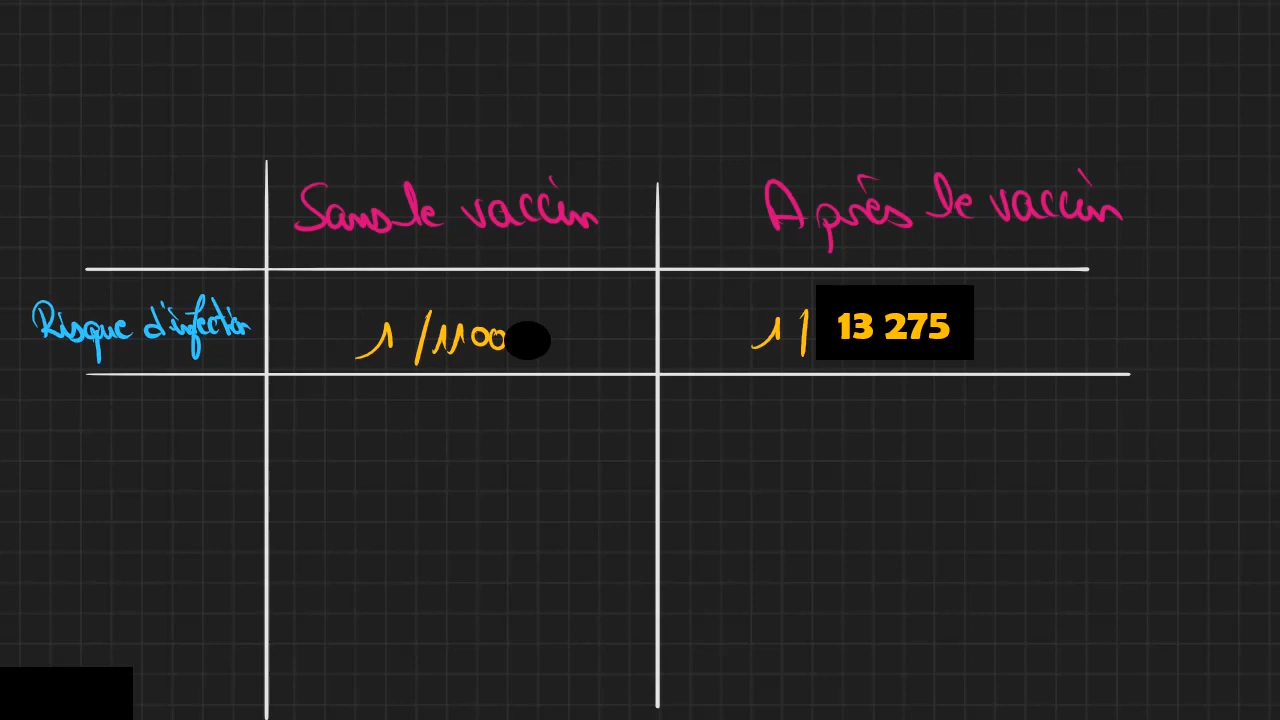 Sans le vaccin
Après le vaccin
Risque d'infection
1/1100
1/ 13 275